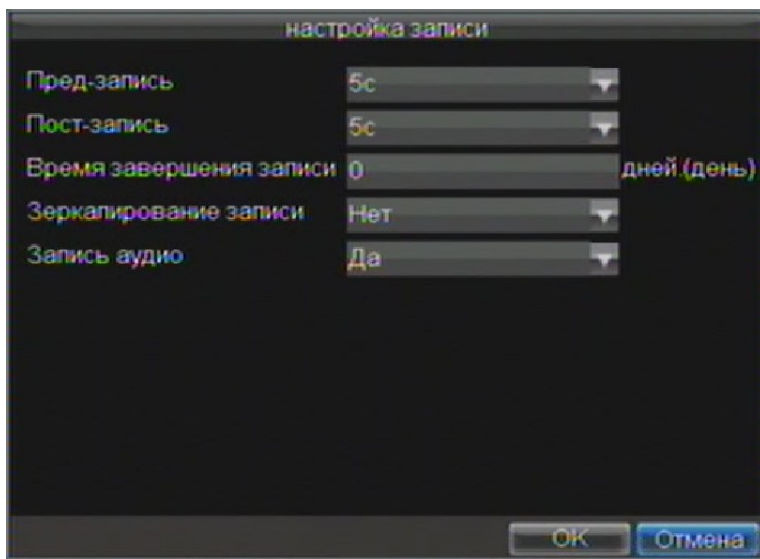 настройка записи
Пред-запись 5с
Пост-запись 5с
Время завершения записи 0 дней (день)
Зеркалирование записи Нет
Запись аудио Да
OK Отмена